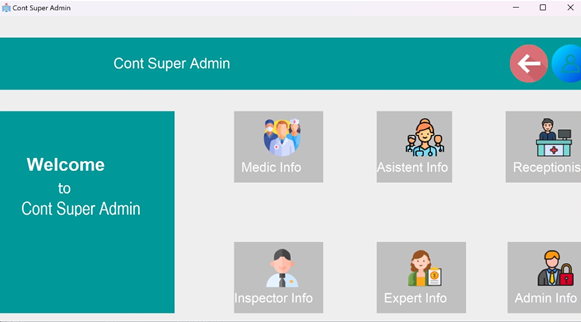 Cont Super Admin
Cont Super Admin
Welcome
to
Cont Super Admin
Medic Info
Asistent Info
Receptionis
Inspector Info
Expert Info
Admin Info